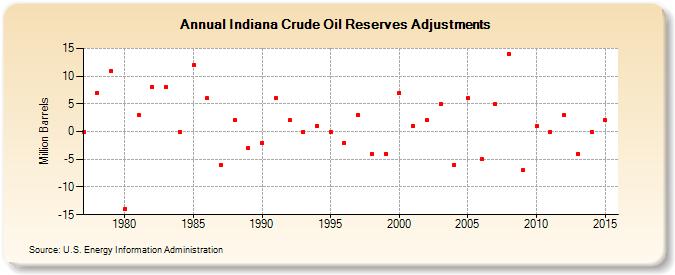 Annual Indiana Crude Oil Reserves Adjustments
Million Barrels
15
10
5
0
-5
-10
-15
1980 1985 1990 1995 2000 2005 2010 2015
Source: U.S. Energy Information Administration